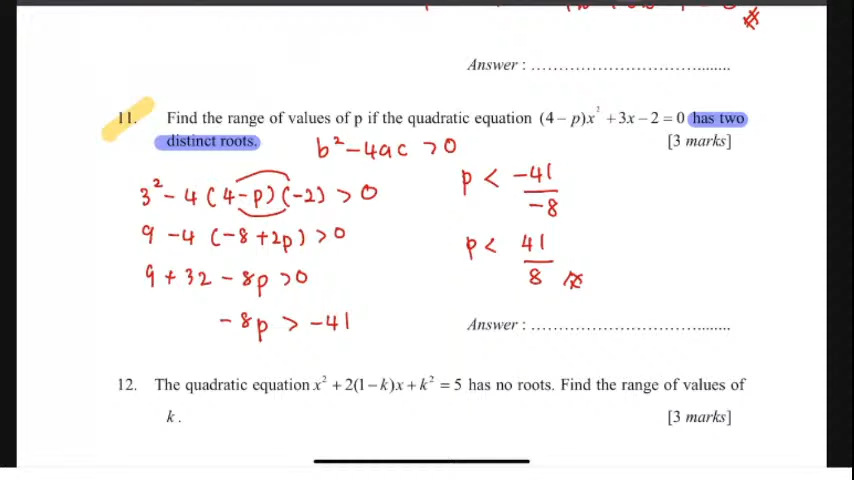 Answer : ......................................
11. Find the range of values of p if the quadratic equation (4 − p)x² + 3x − 2 = 0 has two
distinct roots. [3 marks]
b² − 4ac > 0
3² − 4 (4 − p) (−2) > 0
9 − 4 (−8 + 2p) > 0
9 + 32 − 8p > 0
− 8p > − 41
p < −41/−8
p < 41/8
Answer : ......................................
12. The quadratic equation x² + 2(1 − k)x + k² = 5 has no roots. Find the range of values of
k. [3 marks]